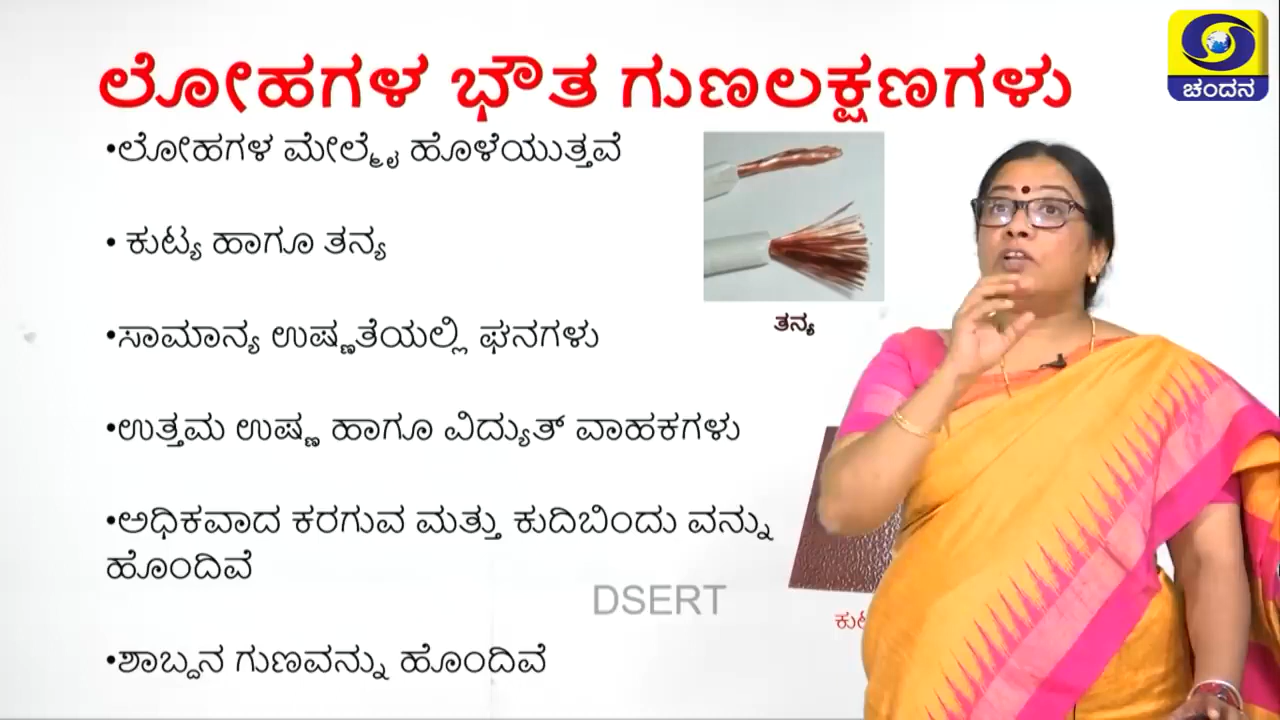 ಲೋಹಗಳ ಭೌತ ಗುಣಲಕ್ಷಣಗಳು
ಚಂದನ
•ಲೋಹಗಳ ಮೇಲ್ಮೈ ಹೊಳೆಯುತ್ತವೆ
• ಕುಟ್ಯ ಹಾಗೂ ತನ್ಯ
ತನ್ಯ
•ಸಾಮಾನ್ಯ ಉಷ್ಣತೆಯಲ್ಲಿ ಘನಗಳು
•ಉತ್ತಮ ಉಷ್ಣ ಹಾಗೂ ವಿದ್ಯುತ್ ವಾಹಕಗಳು
•ಅಧಿಕವಾದ ಕರಗುವ ಮತ್ತು ಕುದಿಬಿಂದು ವನ್ನು
ಹೊಂದಿವೆ
DSERT
•ಶಾಬ್ದನ ಗುಣವನ್ನು ಹೊಂದಿವೆ